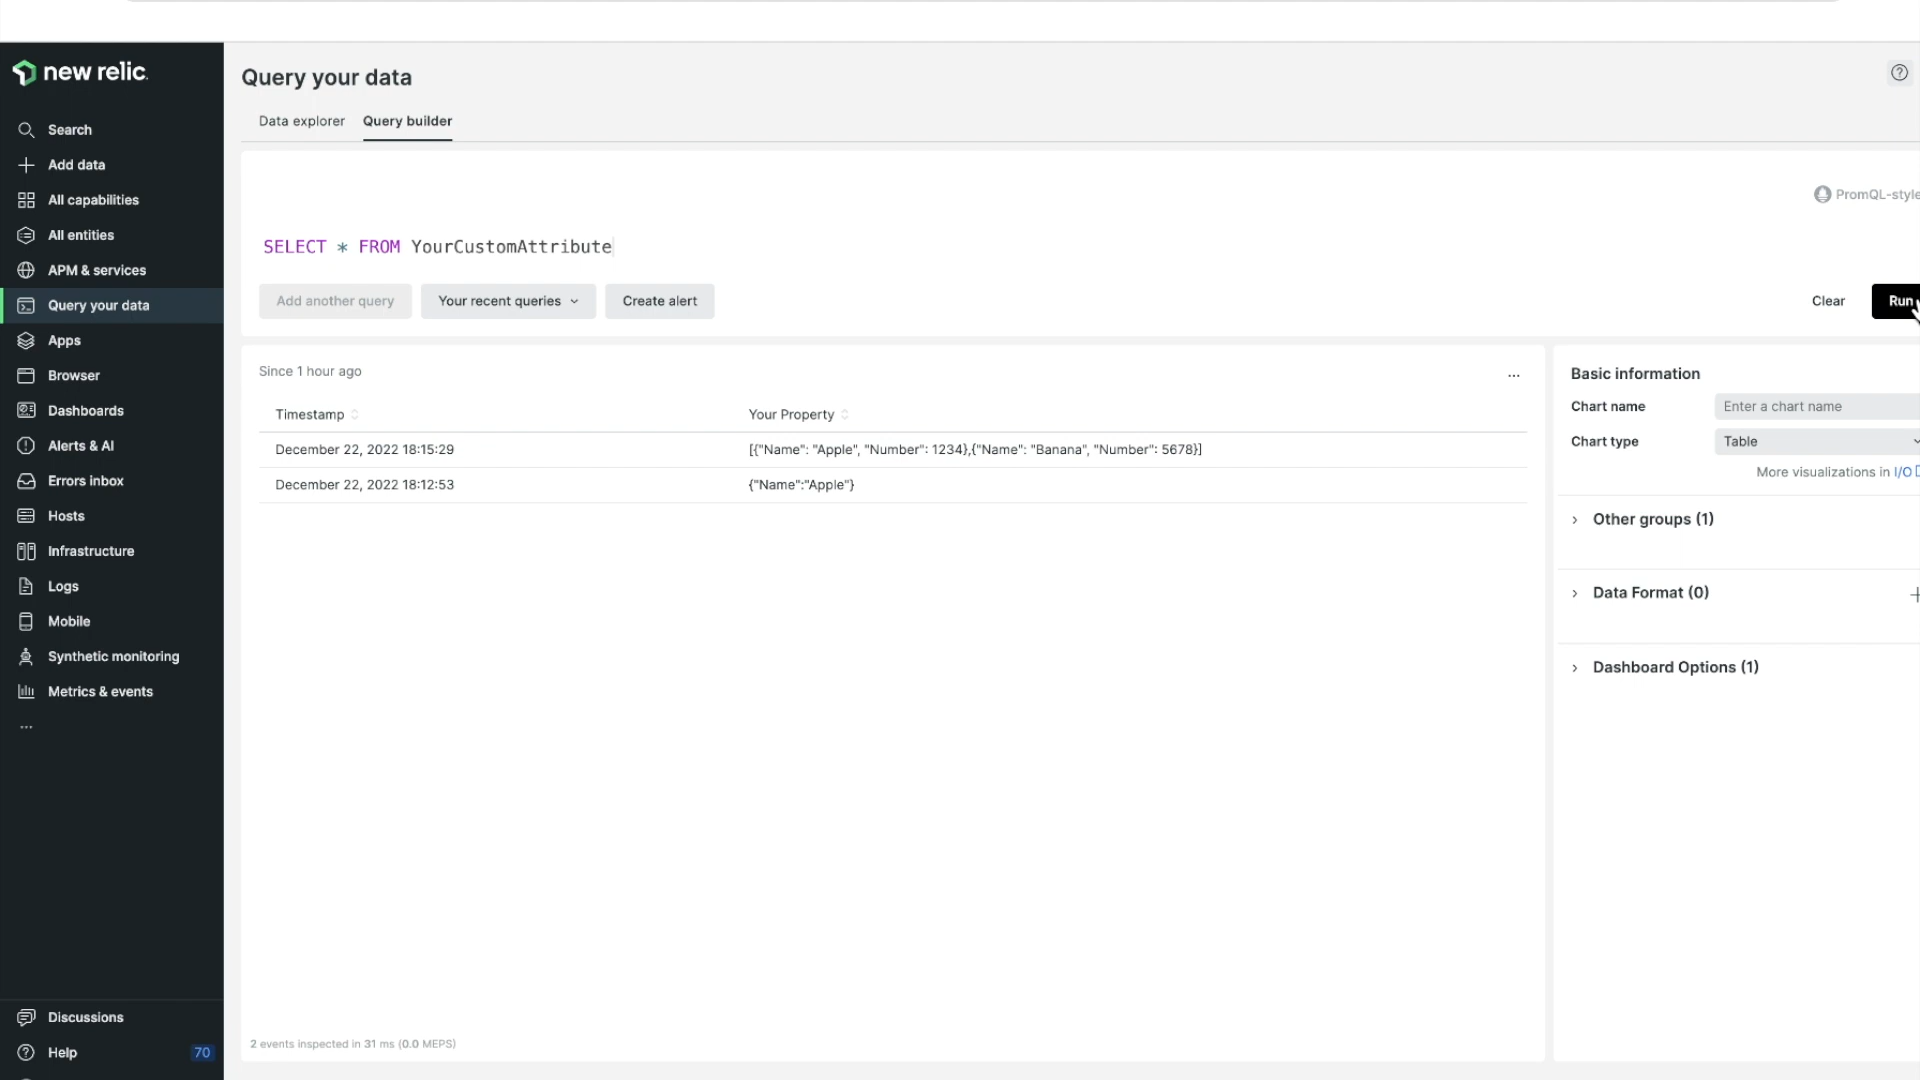 new relic.
Search
Add data
All capabilities
All entities
APM & services
Query your data
Apps
Browser
Dashboards
Alerts & AI
Errors inbox
Hosts
Infrastructure
Logs
Mobile
Synthetic monitoring
Metrics & events
...
Discussions
Help 70
Query your data
Data explorer Query builder
PromQL-style
SELECT * FROM YourCustomAttribute
Add another query Your recent queries Create alert Clear Run
Since 1 hour ago
...
Timestamp Your Property
December 22, 2022 18:15:29 [{"Name": "Apple", "Number": 1234},{"Name": "Banana", "Number": 5678}]
December 22, 2022 18:12:53 {"Name":"Apple"}
2 events inspected in 31 ms (0.0 MEPS)
Basic information
Chart name Enter a chart name
Chart type Table
More visualizations in I/O
Other groups (1)
Data Format (0)
Dashboard Options (1)